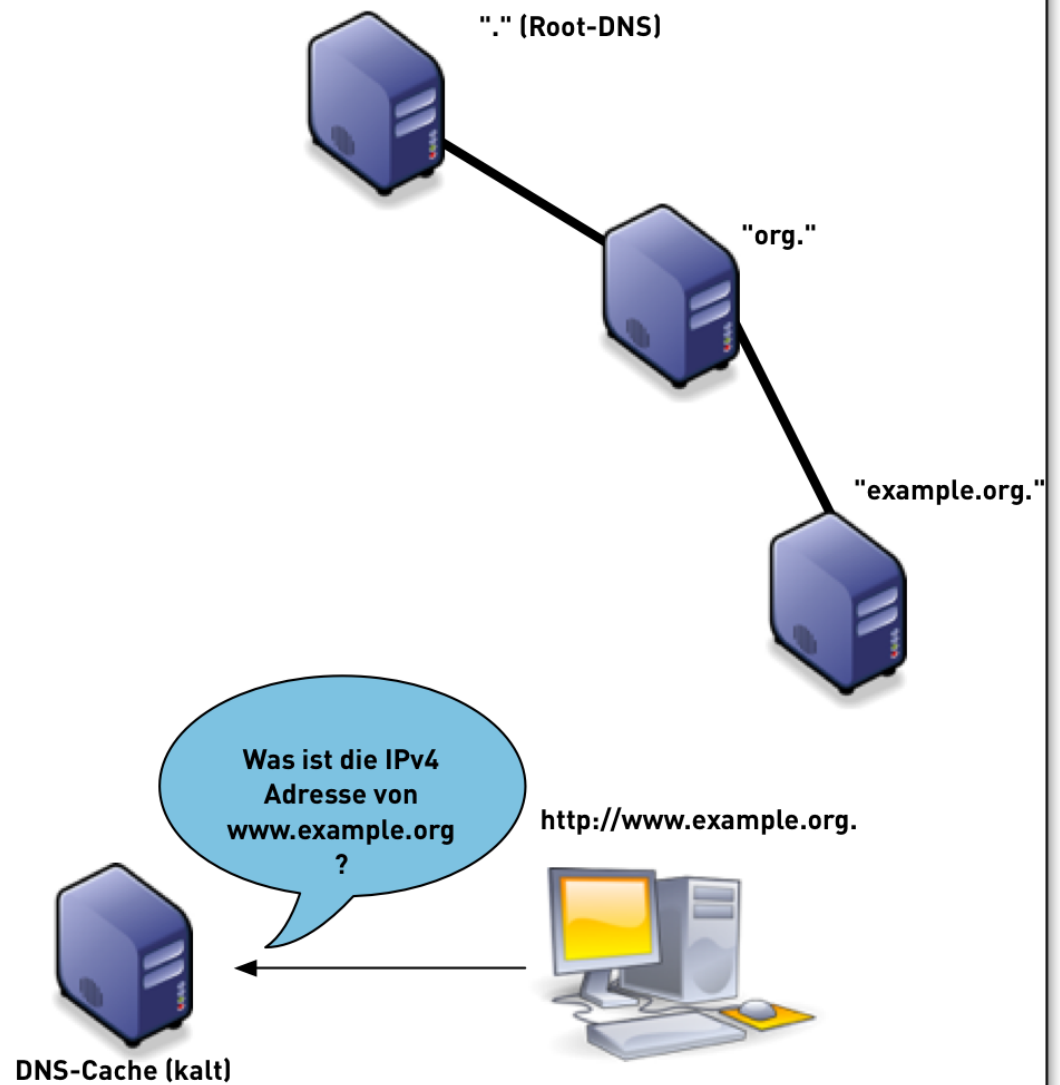 "." (Root-DNS)
"org."
"example.org."
Was ist die IPv4
Adresse von
www.example.org
?
http://www.example.org.
DNS-Cache (kalt)